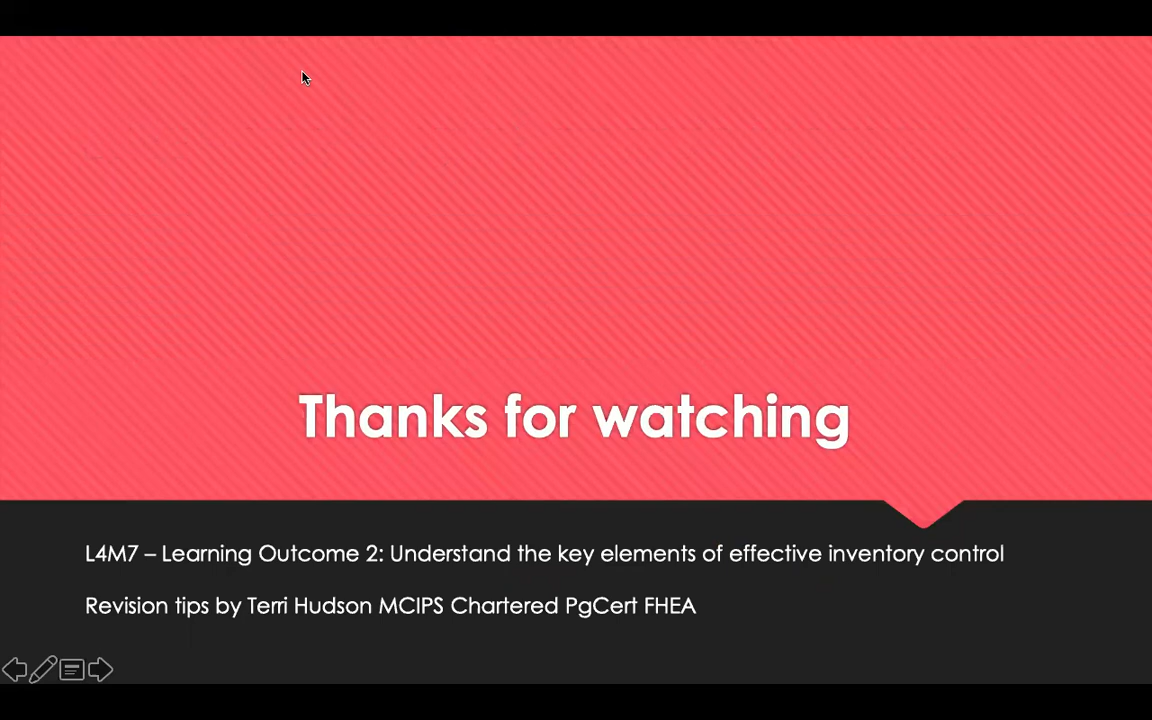 Thanks for watching
L4M7 – Learning Outcome 2: Understand the key elements of effective inventory control
Revision tips by Terri Hudson MCIPS Chartered PgCert FHEA